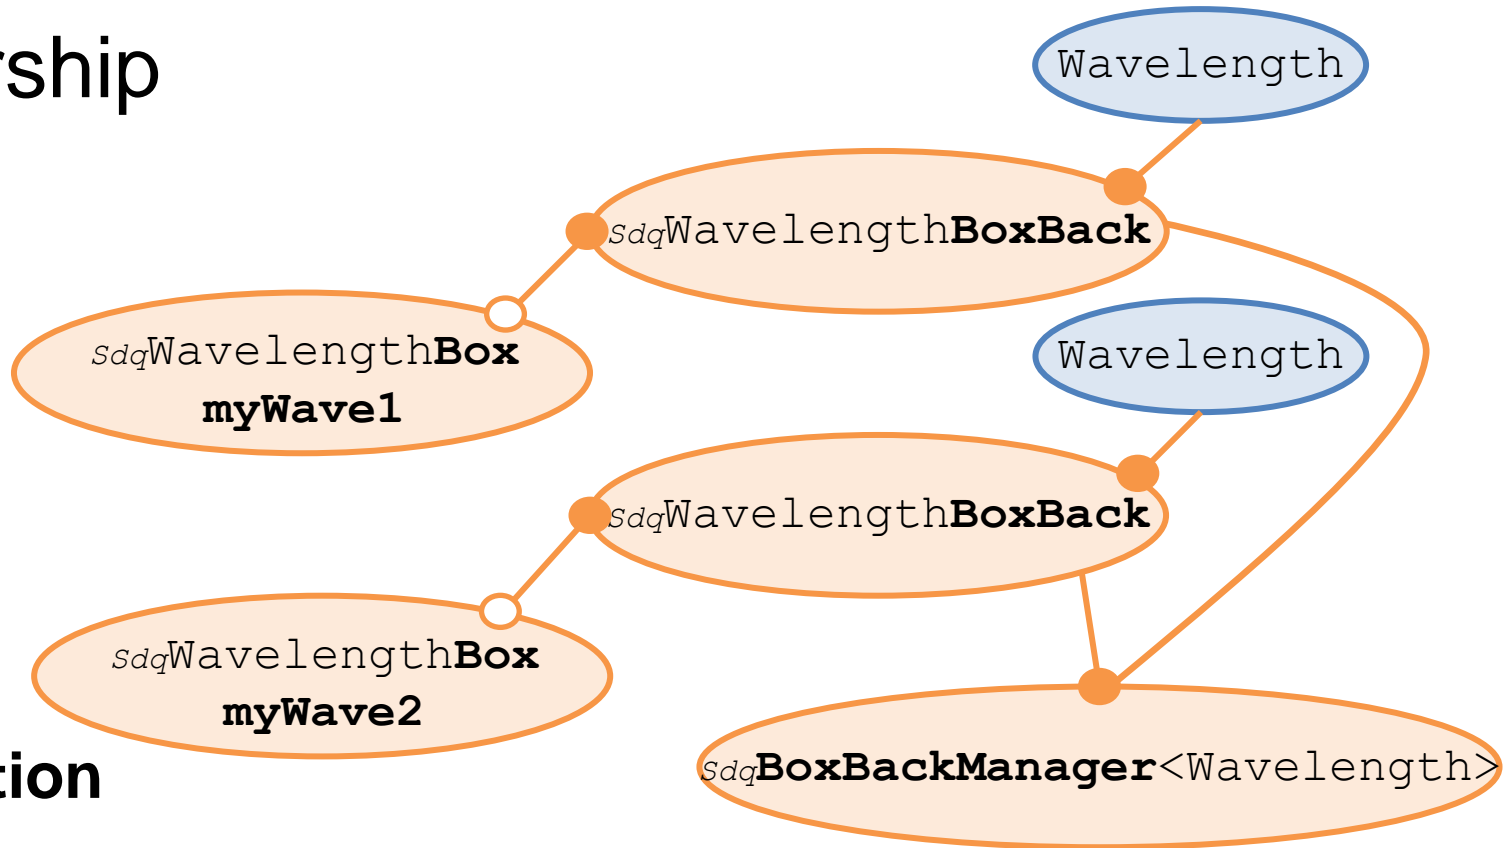 rship
Wavelength
SdqWavelengthBoxBack
SdqWavelengthBox
myWave1
Wavelength
SdqWavelengthBoxBack
SdqWavelengthBox
myWave2
tion
SdqBoxBackManager<Wavelength>